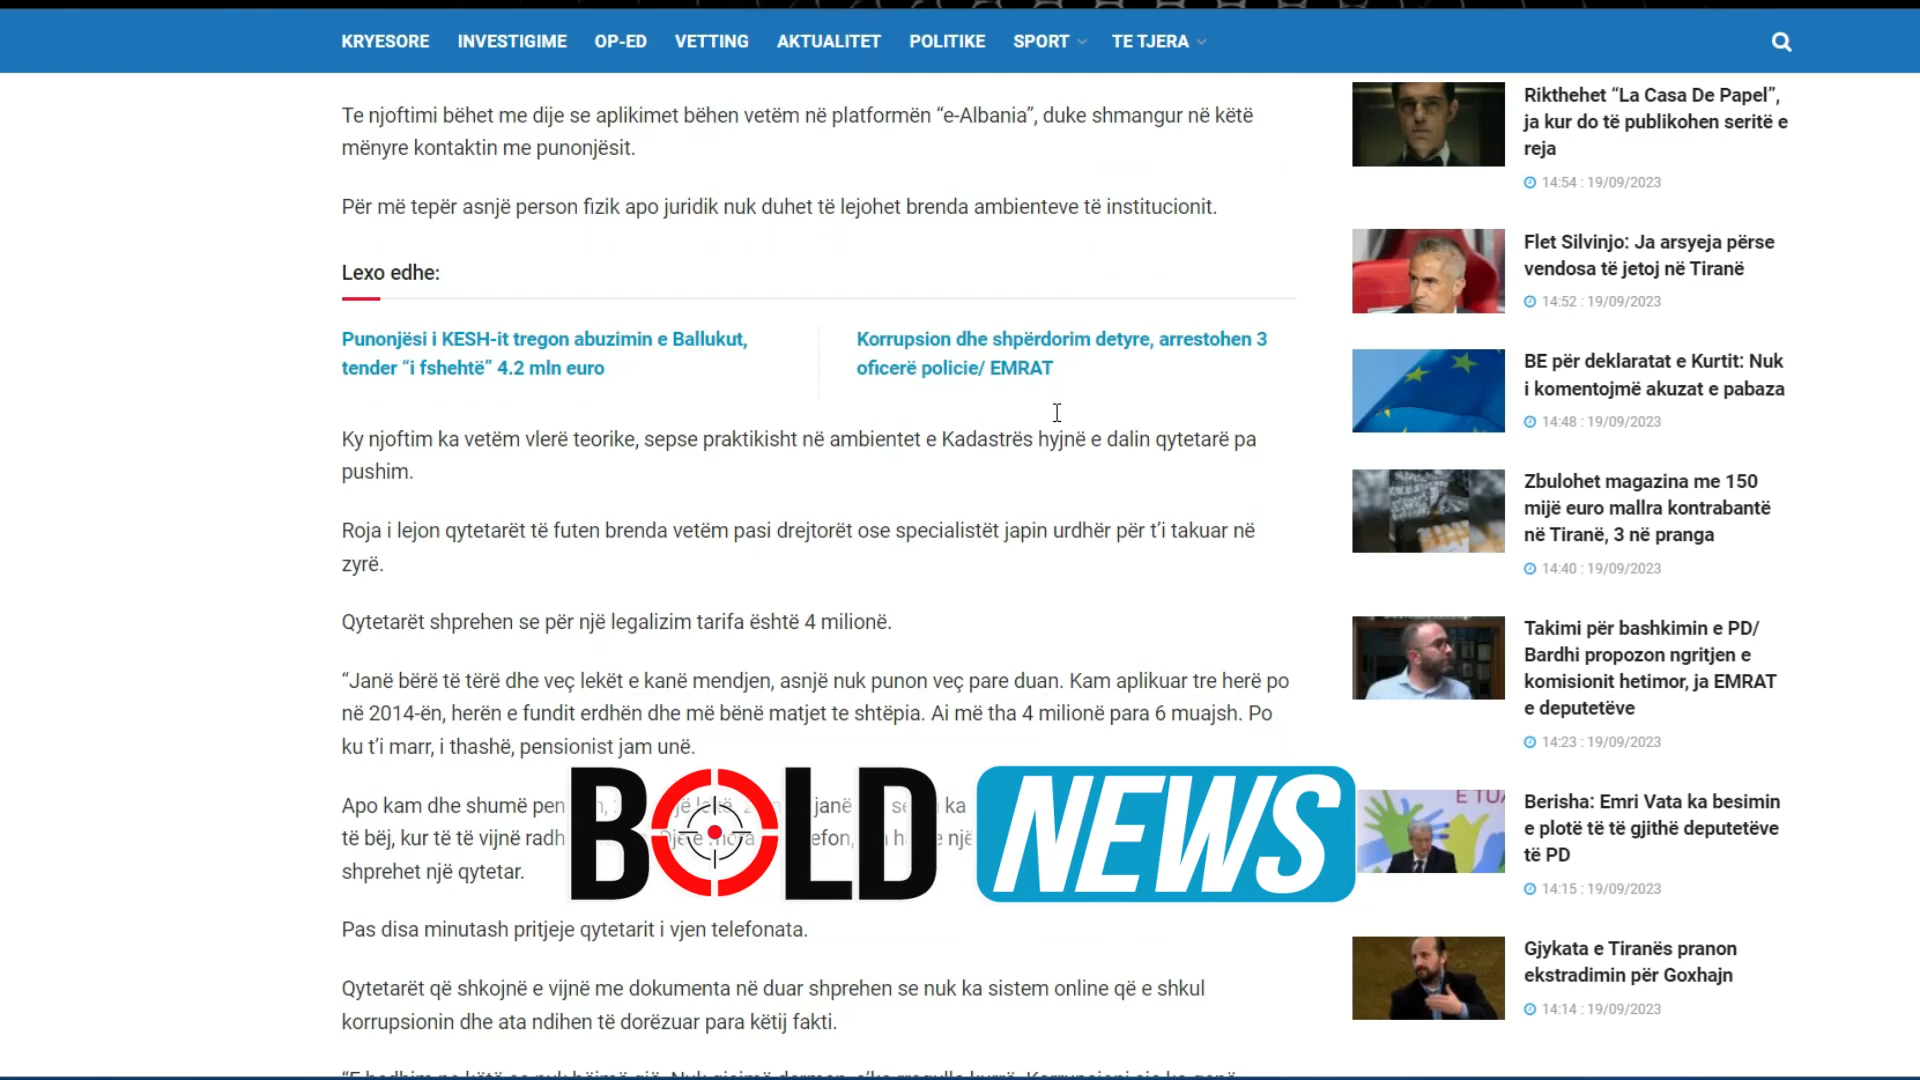 KRYESORE INVESTIGIME OP-ED VETTING AKTUALITET POLITIKE SPORT TE TJERA
Te njoftimi bëhet me dije se aplikimet bëhen vetëm në platformën “e-Albania”, duke shmangur në këtë
mënyre kontaktin me punonjësit.
Për më tepër asnjë person fizik apo juridik nuk duhet të lejohet brenda ambienteve të institucionit.
Lexo edhe:
Punonjësi i KESH-it tregon abuzimin e Ballukut,
tender “i fshehtë” 4.2 mln euro
Korrupsion dhe shpërdorim detyre, arrestohen 3
oficerë policie/ EMRAT
Ky njoftim ka vetëm vlerë teorike, sepse praktikisht në ambientet e Kadastrës hyjnë e dalin qytetarë pa
pushim.
Roja i lejon qytetarët të futen brenda vetëm pasi drejtorët ose specialistët japin urdhër për t’i takuar në
zyrë.
Qytetarët shprehen se për një legalizim tarifa është 4 milionë.
“Janë bërë të tërë dhe veç lekët e kanë mendjen, asnjë nuk punon veç pare duan. Kam aplikuar tre herë po
në 2014-ën, herën e fundit erdhën dhe më bënë matjet te shtëpia. Ai më tha 4 milionë para 6 muajsh. Po
ku t’i marr, i thashë, pensionist jam unë.
Apo kam dhe shumë pen janë ka
të bëj, kur të të vijnë radh një
shprehet një qytetar.
BOLD NEWS
Pas disa minutash pritjeje qytetarit i vjen telefonata.
Qytetarët që shkojnë e vijnë me dokumenta në duar shprehen se nuk ka sistem online që e shkul
korrupsionin dhe ata ndihen të dorëzuar para këtij fakti.
Rikthehet “La Casa De Papel”,
ja kur do të publikohen seritë e
reja
14:54 : 19/09/2023
Flet Silvinjo: Ja arsyeja përse
vendosa të jetoj në Tiranë
14:52 : 19/09/2023
BE për deklaratat e Kurtit: Nuk
i komentojmë akuzat e pabaza
14:48 : 19/09/2023
Zbulohet magazina me 150
mijë euro mallra kontrabantë
në Tiranë, 3 në pranga
14:40 : 19/09/2023
Takimi për bashkimin e PD/
Bardhi propozon ngritjen e
komisionit hetimor, ja EMRAT
e deputetëve
14:23 : 19/09/2023
Berisha: Emri Vata ka besimin
e plotë të të gjithë deputetëve
të PD
14:15 : 19/09/2023
Gjykata e Tiranës pranon
ekstradimin për Goxhajn
14:14 : 19/09/2023